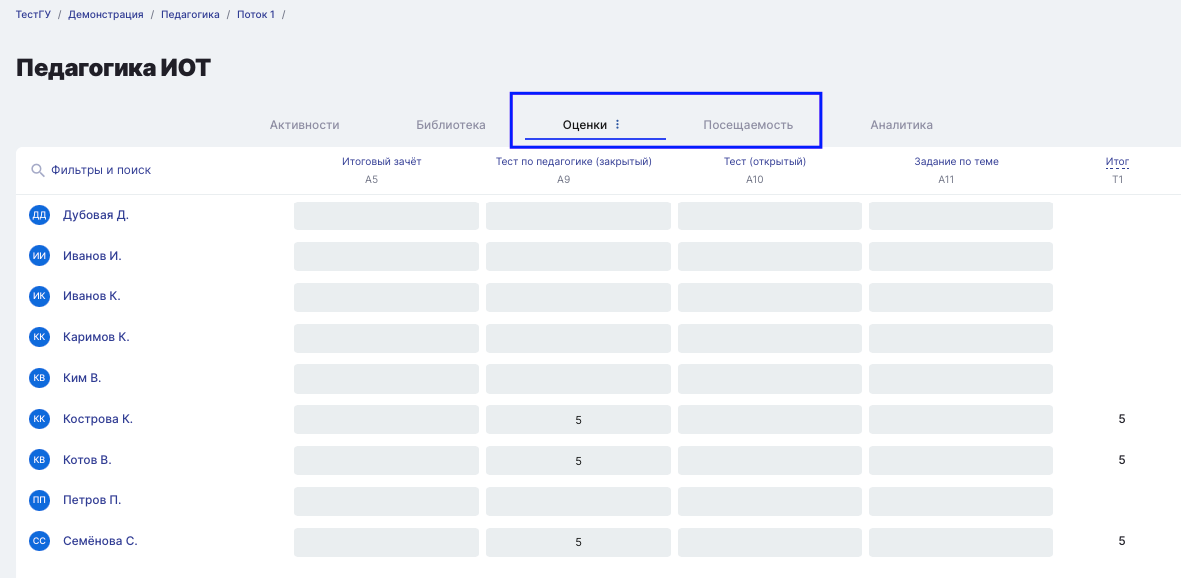 ТестГУ / Демонстрация / Педагогика / Поток 1 /
Педагогика ИОТ
Активности Библиотека Оценки Посещаемость Аналитика
Фильтры и поиск
Итоговый зачёт Тест по педагогике (закрытый) Тест (открытый) Задание по теме Итог
A5 A9 A10 A11 T1
ДД Дубовая Д.
ИИ Иванов И.
ИК Иванов К.
КК Каримов К.
КВ Ким В.
КК Кострова К. 5 5
КВ Котов В. 5 5
ПП Петров П.
СС Семёнова С. 5 5